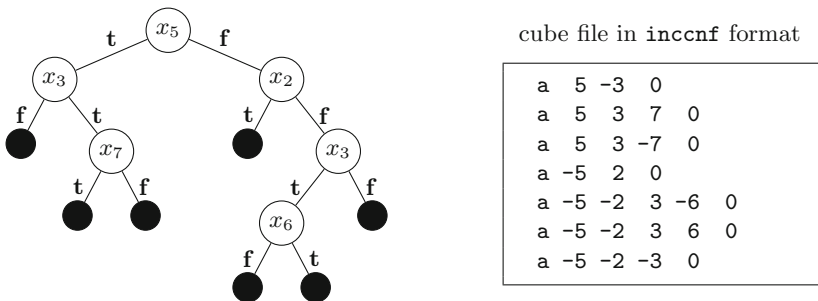 x5
t f
x3 x2
f t t f
x7 x3
t f t f
x6
f t
cube file in inccnf format
a 5 -3 0
a 5 3 7 0
a 5 3 -7 0
a -5 2 0
a -5 -2 3 -6 0
a -5 -2 3 6 0
a -5 -2 -3 0